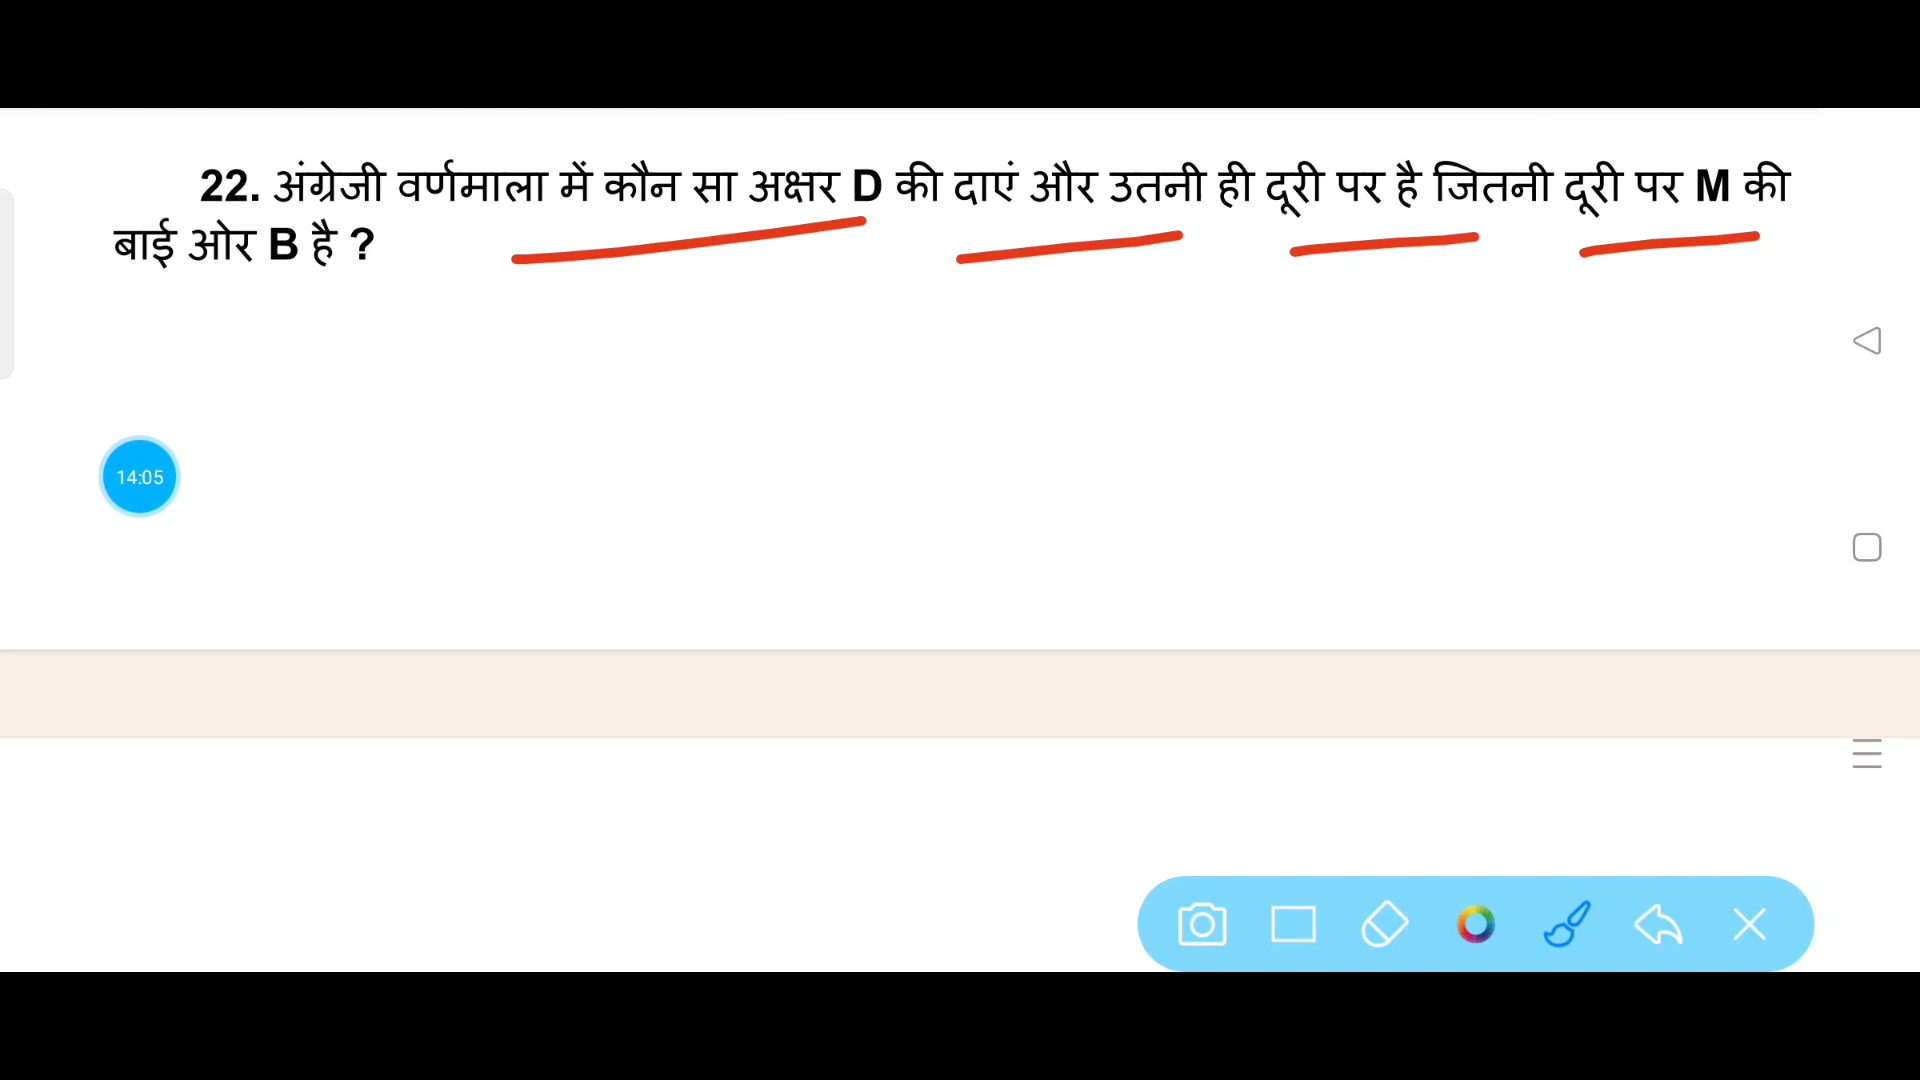 22. अंग्रेजी वर्णमाला में कौन सा अक्षर D की दाएं और उतनी ही दूरी पर है जितनी दूरी पर M की
बाई ओर B है ?
14:05